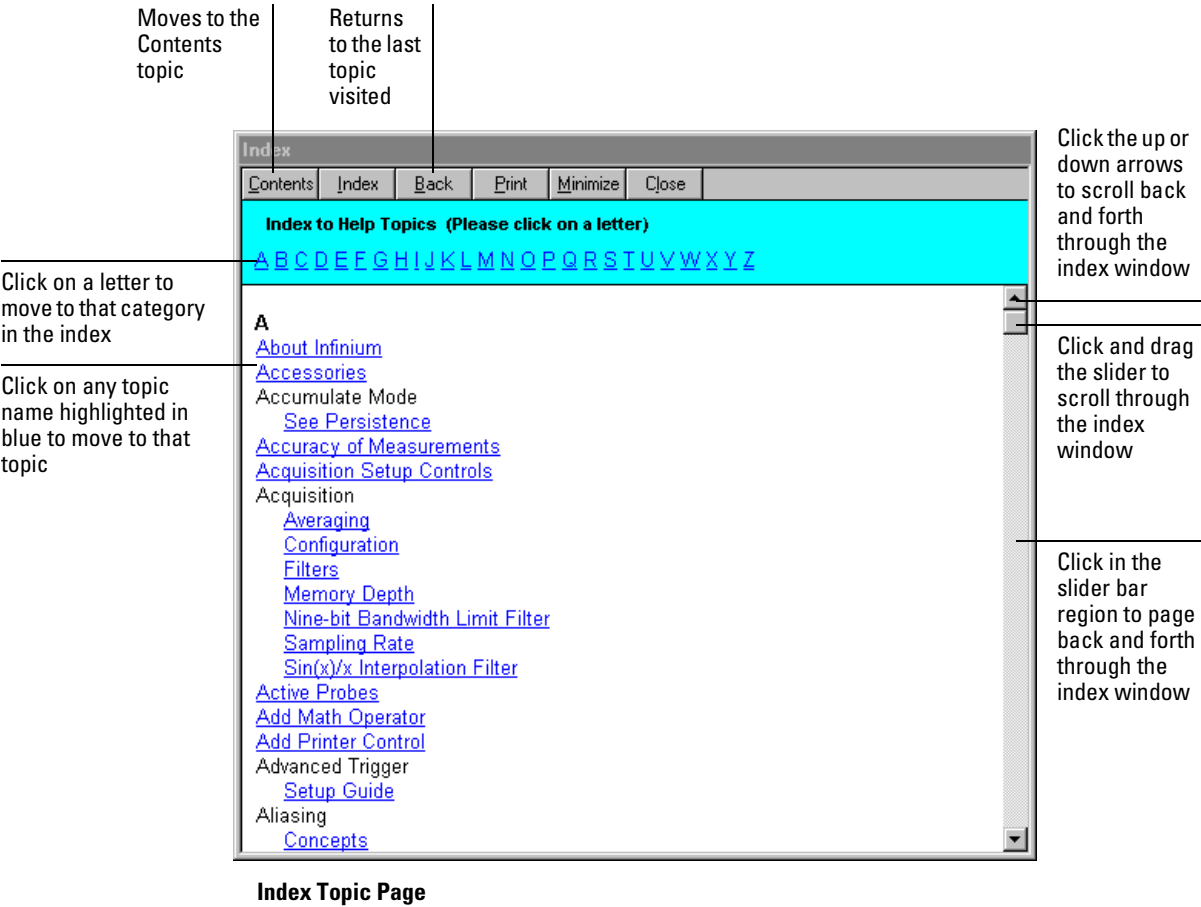 Moves to the
Contents
topic
Returns
to the last
topic
visited
Index
Contents Index Back Print Minimize Close
Index to Help Topics (Please click on a letter)
A B C D E F G H I J K L M N O P Q R S T U V W X Y Z
Click on a letter to
move to that category
in the index
Click on any topic
name highlighted in
blue to move to that
topic
A
About Infinium
Accessories
Accumulate Mode
See Persistence
Accuracy of Measurements
Acquisition Setup Controls
Acquisition
Averaging
Configuration
Filters
Memory Depth
Nine-bit Bandwidth Limit Filter
Sampling Rate
Sin(x)/x Interpolation Filter
Active Probes
Add Math Operator
Add Printer Control
Advanced Trigger
Setup Guide
Aliasing
Concepts
Click the up or
down arrows
to scroll back
and forth
through the
index window
Click and drag
the slider to
scroll through
the index
window
Click in the
slider bar
region to page
back and forth
through the
index window
Index Topic Page